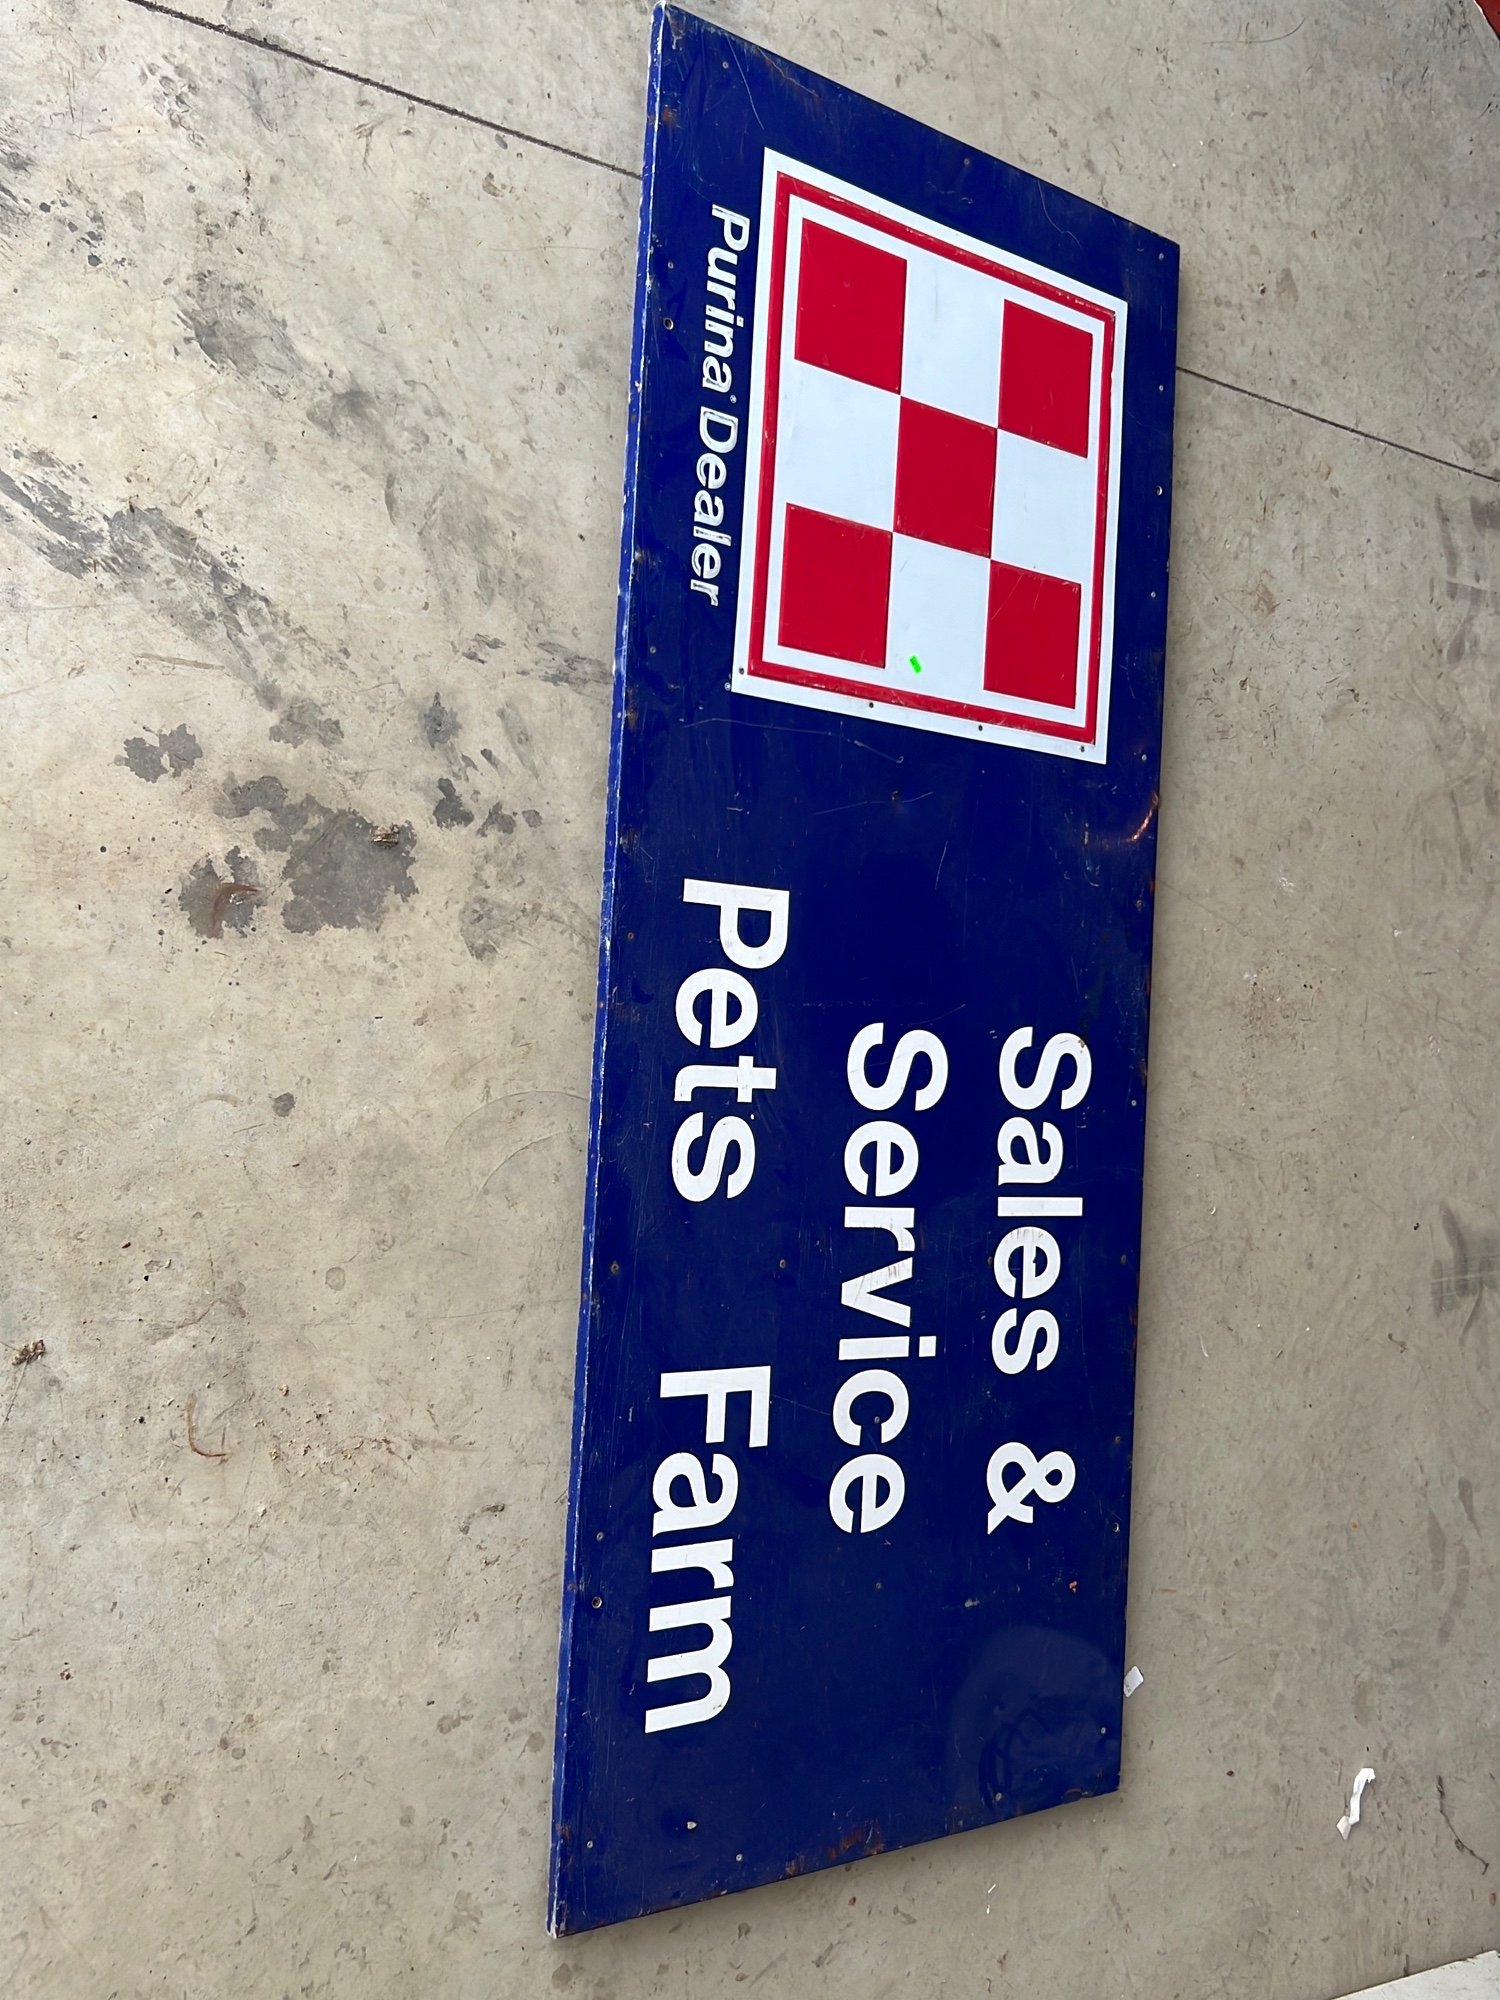 Purina® Dealer
Sales &
Service
Pets Farm